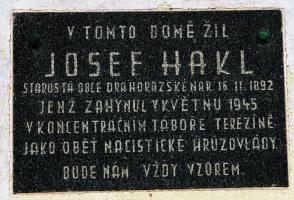 V TOMTO DOMĚ ŽIL
JOSEF HAKL
STAROSTA OBCE DRAHORAZSKÉ NAR. 16. 11. 1892
JENŽ ZAHYNUL V KVĚTNU 1945
V KONCENTRAČNÍM TÁBOŘE TEREZÍNĚ
JAKO OBĚŤ NACISTICKÉ HRŮZOVLÁDY.
BUDE NÁM VŽDY VZOREM.